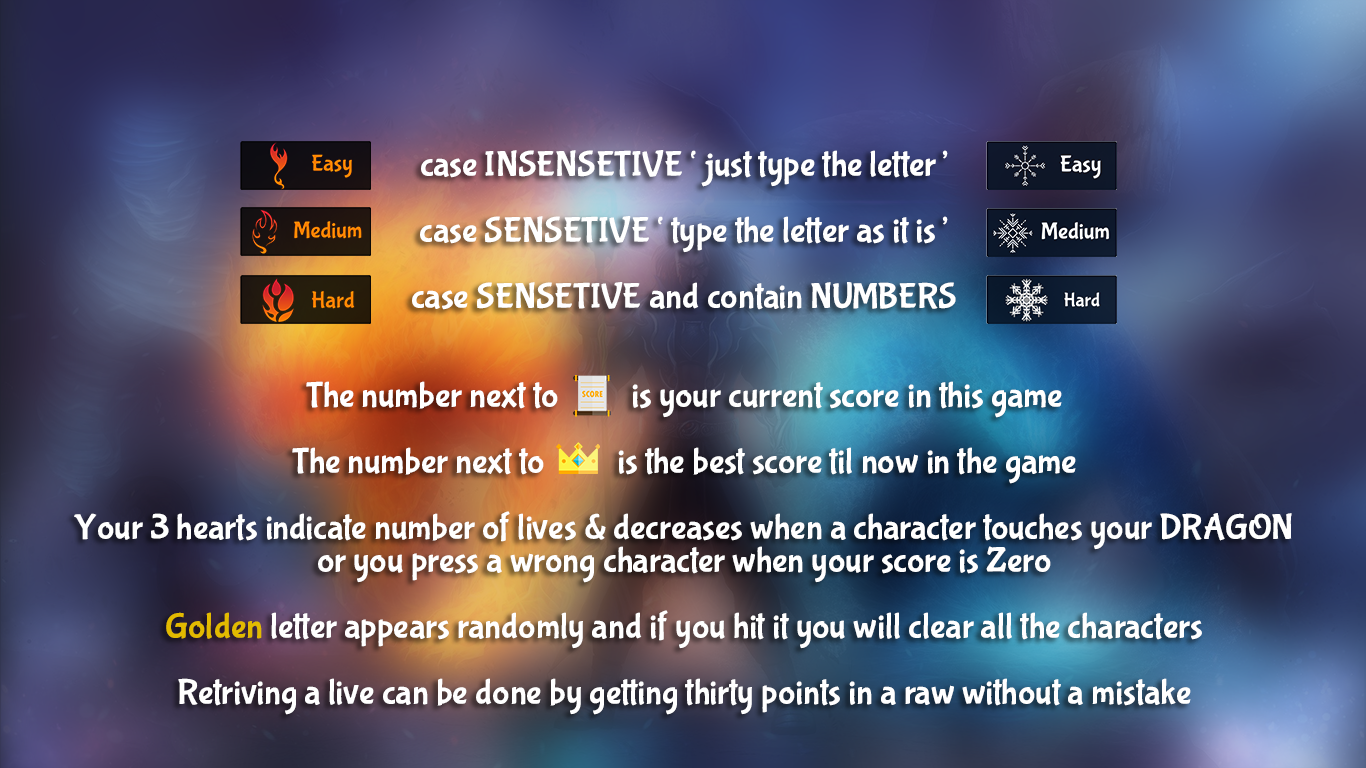 Easy case INSENSETIVE ‘ just type the letter ’ Easy
Medium case SENSETIVE ‘ type the letter as it is ’ Medium
Hard case SENSETIVE and contain NUMBERS Hard
The number next to SCORE is your current score in this game
The number next to is the best score til now in the game
Your 3 hearts indicate number of lives & decreases when a character touches your DRAGON
or you press a wrong character when your score is Zero
Golden letter appears randomly and if you hit it you will clear all the characters
Retriving a live can be done by getting thirty points in a raw without a mistake